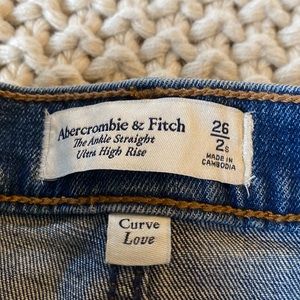 Abercrombie & Fitch
The Ankle Straight
Ultra High Rise
26
2s
MADE IN
CAMBODIA
Curve
Love